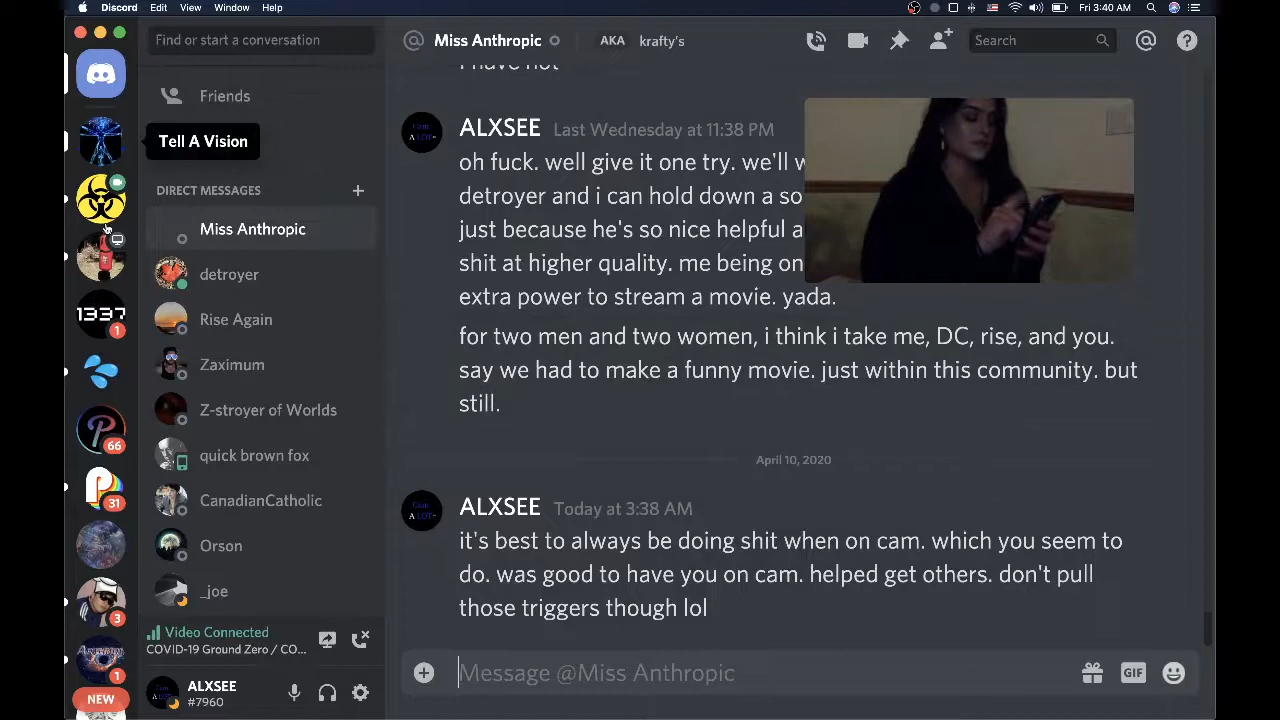 Discord Edit View Window Help
Fri 3:40 AM
Find or start a conversation
Miss Anthropic
AKA krafty's
Search
Friends
I have not
Tell A Vision
DIRECT MESSAGES
Miss Anthropic
detroyer
Rise Again
Zaximum
Z-stroyer of Worlds
quick brown fox
CanadianCatholic
Orson
_joe
1337
1
66
31
3
1
NEW
ALXSEE Last Wednesday at 11:38 PM
oh fuck. well give it one try. we'll w
detroyer and i can hold down a so
just because he's so nice helpful a
shit at higher quality. me being on
extra power to stream a movie. yada.
for two men and two women, i think i take me, DC, rise, and you.
say we had to make a funny movie. just within this community. but
still.
April 10, 2020
ALXSEE Today at 3:38 AM
it's best to always be doing shit when on cam. which you seem to
do. was good to have you on cam. helped get others. don't pull
those triggers though lol
Video Connected
COVID-19 Ground Zero / CO...
ALXSEE
#7960
Message @Miss Anthropic
GIF